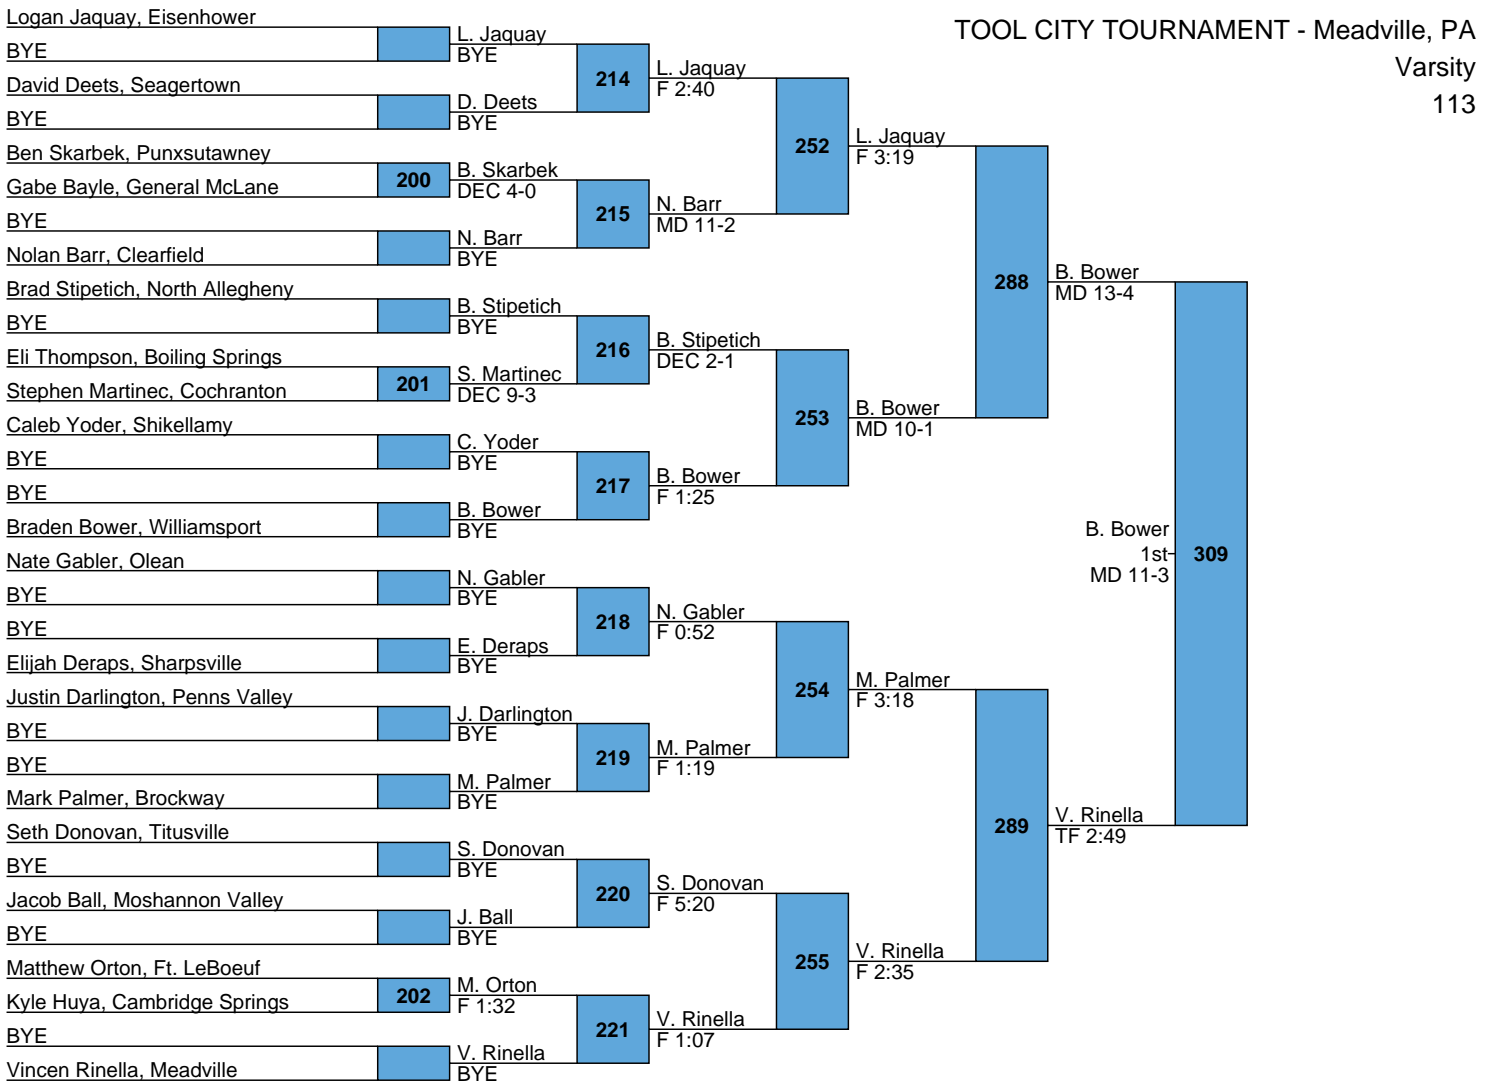 TOOL CITY TOURNAMENT - Meadville, PA
Varsity
113
Logan Jaquay, Eisenhower
BYE
David Deets, Seagertown
BYE
Ben Skarbek, Punxsutawney
Gabe Bayle, General McLane
BYE
Nolan Barr, Clearfield
Brad Stipetich, North Allegheny
BYE
Eli Thompson, Boiling Springs
Stephen Martinec, Cochranton
Caleb Yoder, Shikellamy
BYE
BYE
Braden Bower, Williamsport
Nate Gabler, Olean
BYE
BYE
Elijah Deraps, Sharpsville
Justin Darlington, Penns Valley
BYE
BYE
Mark Palmer, Brockway
Seth Donovan, Titusville
BYE
Jacob Ball, Moshannon Valley
BYE
Matthew Orton, Ft. LeBoeuf
Kyle Huya, Cambridge Springs
BYE
Vincen Rinella, Meadville
200
201
202
L. Jaquay
BYE
D. Deets
BYE
B. Skarbek
DEC 4-0
N. Barr
BYE
B. Stipetich
BYE
S. Martinec
DEC 9-3
C. Yoder
BYE
B. Bower
BYE
N. Gabler
BYE
E. Deraps
BYE
J. Darlington
BYE
M. Palmer
BYE
S. Donovan
BYE
J. Ball
BYE
M. Orton
F 1:32
V. Rinella
BYE
214
215
216
217
218
219
220
221
L. Jaquay
F 2:40
N. Barr
MD 11-2
B. Stipetich
DEC 2-1
B. Bower
F 1:25
N. Gabler
F 0:52
M. Palmer
F 1:19
S. Donovan
F 5:20
V. Rinella
F 1:07
252
253
254
255
L. Jaquay
F 3:19
B. Bower
MD 10-1
M. Palmer
F 3:18
V. Rinella
F 2:35
288
289
B. Bower
MD 13-4
V. Rinella
TF 2:49
B. Bower
1st
MD 11-3
309